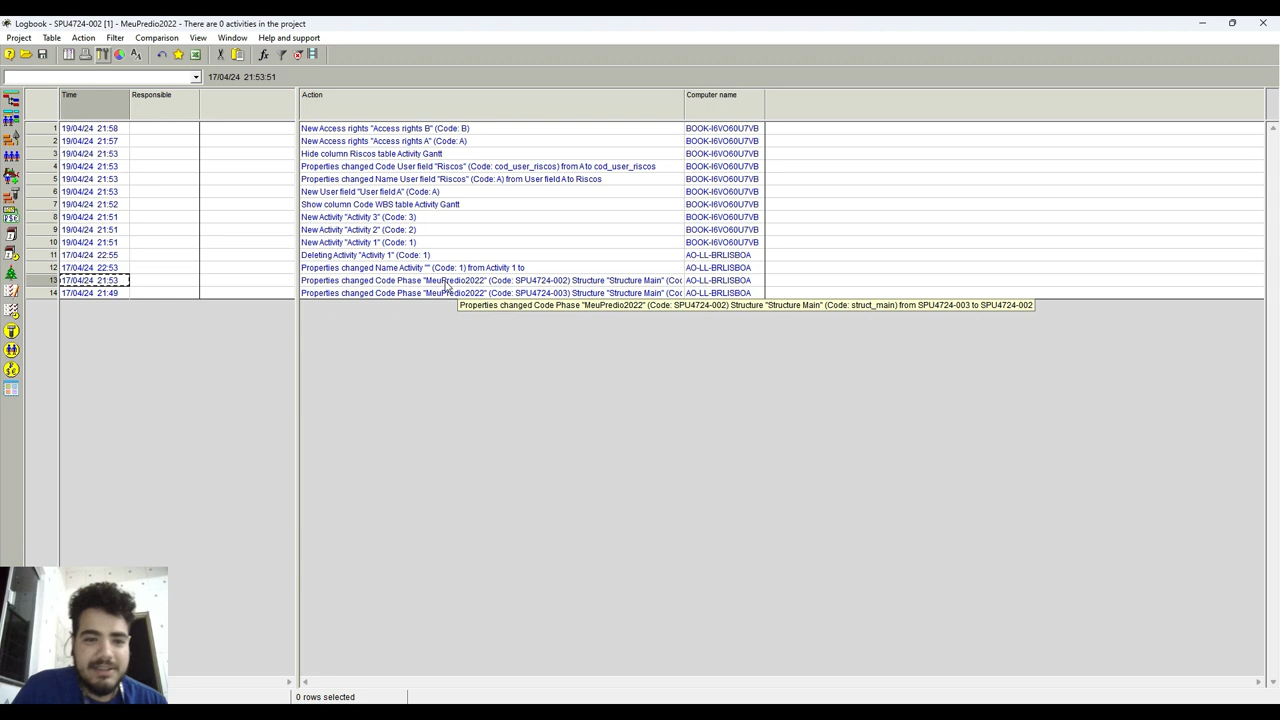 Logbook - SPU4724-002 [1] - MeuPredio2022 - There are 0 activities in the project
Project Table Action Filter Comparison View Window Help and support
17/04/24 21:53:51
Time Responsible Action Computer name
1 19/04/24 21:58 New Access rights "Access rights B" (Code: B) BOOK-I6VO60U7VB
2 19/04/24 21:57 New Access rights "Access rights A" (Code: A) BOOK-I6VO60U7VB
3 19/04/24 21:53 Hide column Riscos table Activity Gantt BOOK-I6VO60U7VB
4 19/04/24 21:53 Properties changed Code User field "Riscos" (Code: cod_user_riscos) from A to cod_user_riscos BOOK-I6VO60U7VB
5 19/04/24 21:53 Properties changed Name User field "Riscos" (Code: A) from User field A to Riscos BOOK-I6VO60U7VB
6 19/04/24 21:53 New User field "User field A" (Code: A) BOOK-I6VO60U7VB
7 19/04/24 21:52 Show column Code WBS table Activity Gantt BOOK-I6VO60U7VB
8 19/04/24 21:51 New Activity "Activity 3" (Code: 3) BOOK-I6VO60U7VB
9 19/04/24 21:51 New Activity "Activity 2" (Code: 2) BOOK-I6VO60U7VB
10 19/04/24 21:51 New Activity "Activity 1" (Code: 1) BOOK-I6VO60U7VB
11 17/04/24 22:55 Deleting Activity "Activity 1" (Code: 1) AO-LL-BRLISBOA
12 17/04/24 22:53 Properties changed Name Activity "" (Code: 1) from Activity 1 to AO-LL-BRLISBOA
13 17/04/24 21:53 Properties changed Code Phase "MeuPredio2022" (Code: SPU4724-002) Structure "Structure Main" (Coc AO-LL-BRLISBOA
14 17/04/24 21:49 Properties changed Code Phase "MeuPredio2022" (Code: SPU4724-003) Structure "Structure Main" (Coc AO-LL-BRLISBOA
Properties changed Code Phase "MeuPredio2022" (Code: SPU4724-002) Structure "Structure Main" (Code: struct_main) from SPU4724-003 to SPU4724-002
0 rows selected